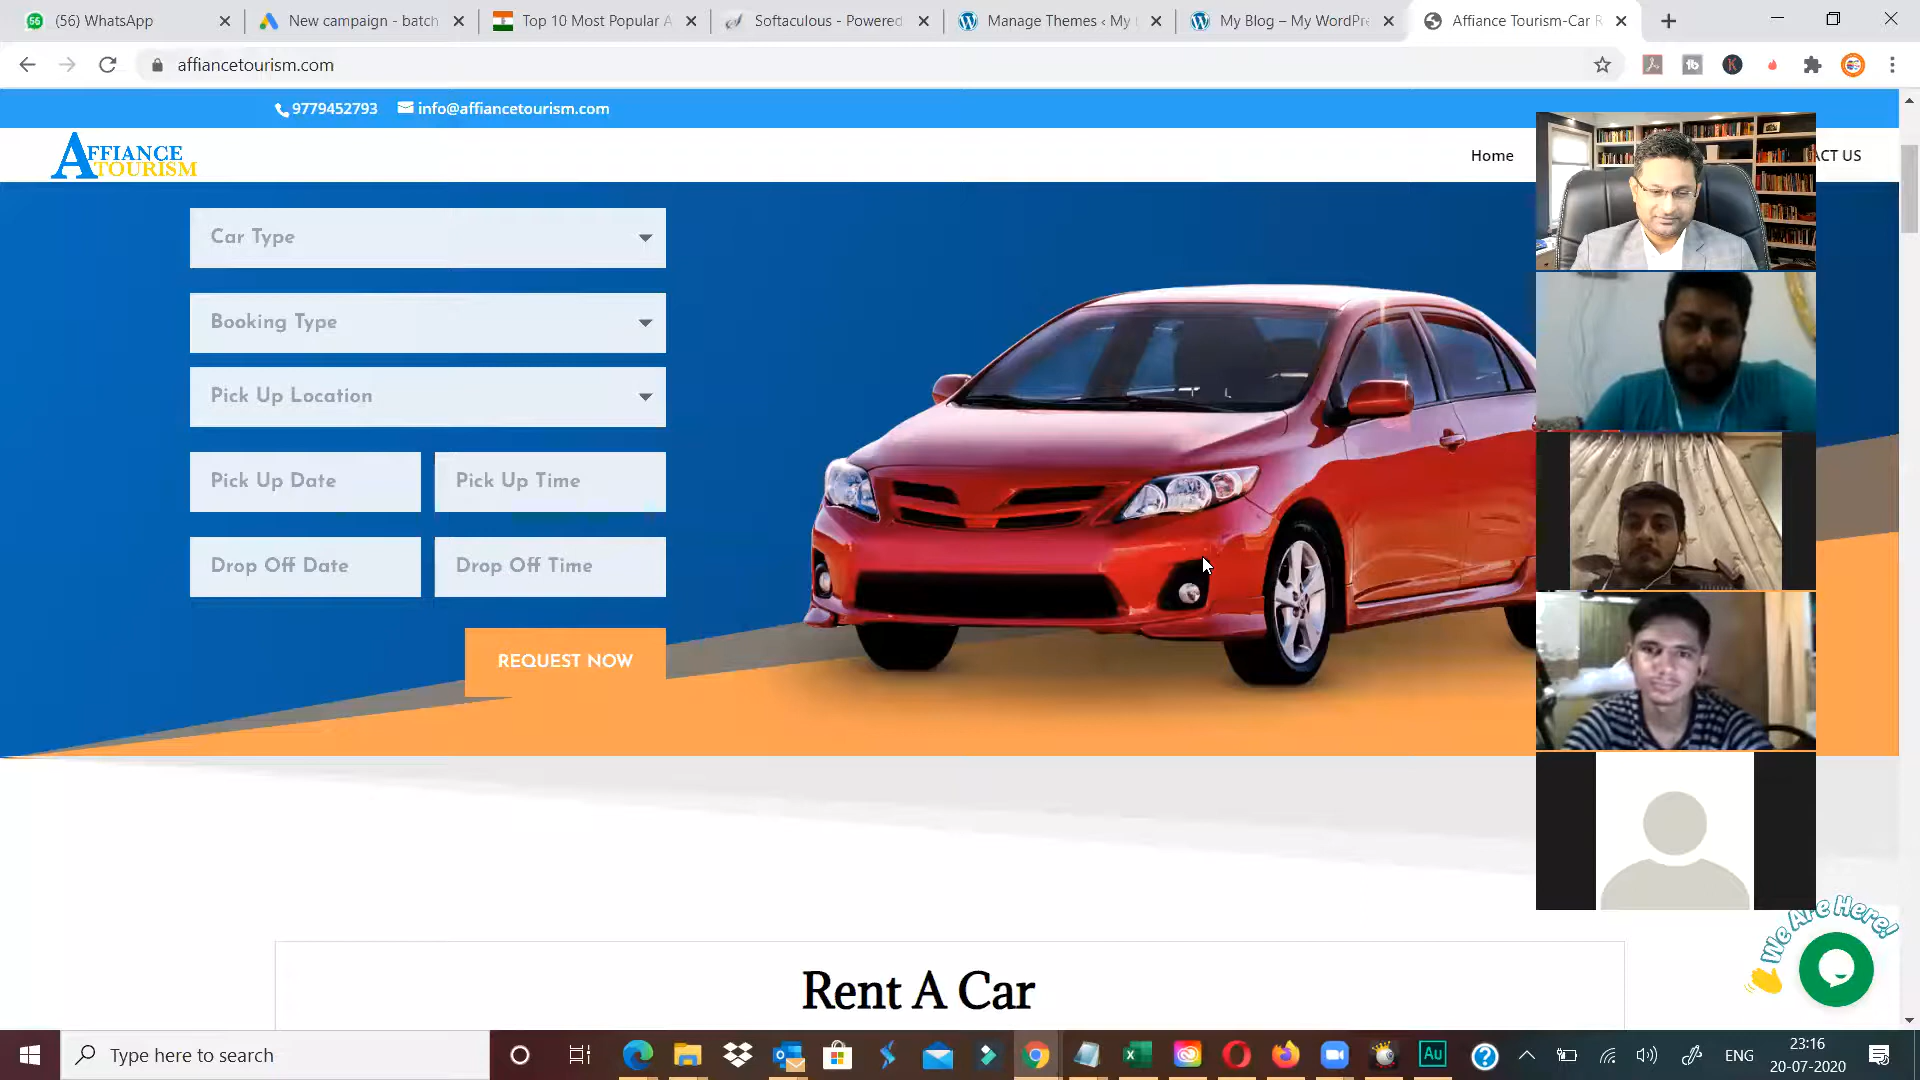 (56) WhatsApp
New campaign - batch
Top 10 Most Popular A
Softaculous - Powered
Manage Themes ‹ My
My Blog – My WordPre
Affiance Tourism-Car R
affiancetourism.com
9779452793 info@affiancetourism.com
AFFIANCE
TOURISM
Home
ACT US
Car Type
Booking Type
Pick Up Location
Pick Up Date
Pick Up Time
Drop Off Date
Drop Off Time
REQUEST NOW
We Are Here!
Rent A Car
Type here to search
Au
ENG
23:16
20-07-2020